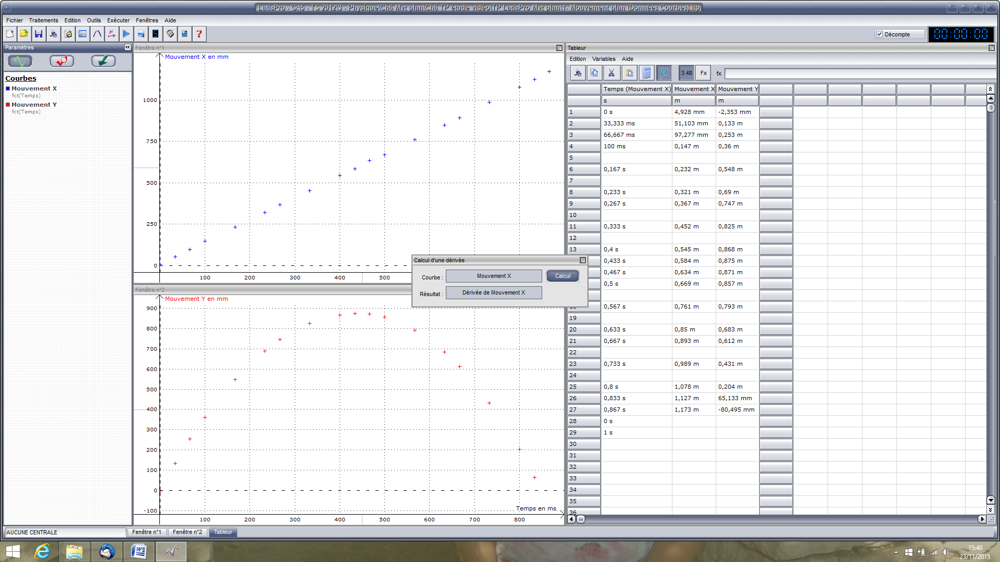 LatisPro - G:\5 - TS 2012\3 - Physique\Ch6 Mvt plan\Ch6 TP étude vidéo\TP LatisPro Mvt plan\1- Mouvement plan (Données Courbes).ltp
Fichier Traitements Edition Outils Exécuter Fenêtres Aide
Décompte 00:00:00
Paramètres
Courbes
Mouvement X
fct(Temps)
Mouvement Y
fct(Temps)
Fenêtre n°1
Mouvement X en mm
1000
750
500
250
0
100 200 300 400 500
Fenêtre n°2
Mouvement Y en mm
900
800
700
600
500
400
300
200
100
0
-100
Temps en ms
100 200 300 400 500 600 700 800
Calcul d'une dérivée
Courbe : Mouvement X Calcul
Résultat : Dérivée de Mouvement X
Tableur
Edition Variables Aide
3.48 Fx fx
Temps (Mouvement X) Mouvement X Mouvement Y
s m m
1 0 s 4,928 mm -2,353 mm
2 33,333 ms 51,103 mm 0,133 m
3 66,667 ms 97,277 mm 0,253 m
4 100 ms 0,147 m 0,36 m
5
6 0,167 s 0,232 m 0,548 m
7
8 0,233 s 0,321 m 0,69 m
9 0,267 s 0,367 m 0,747 m
10
11 0,333 s 0,452 m 0,825 m
12
13 0,4 s 0,545 m 0,868 m
0,433 s 0,584 m 0,875 m
0,467 s 0,634 m 0,871 m
0,5 s 0,669 m 0,857 m
18 0,567 s 0,761 m 0,793 m
19
20 0,633 s 0,85 m 0,683 m
21 0,667 s 0,893 m 0,612 m
22
23 0,733 s 0,989 m 0,431 m
24
25 0,8 s 1,078 m 0,204 m
26 0,833 s 1,127 m 65,133 mm
27 0,867 s 1,173 m -80,495 mm
28 0 s
29 1 s
30
31
32
33
34
35
36
AUCUNE CENTRALE Fenêtre n°1 Fenêtre n°2 Tableur
15:40
23/11/2015